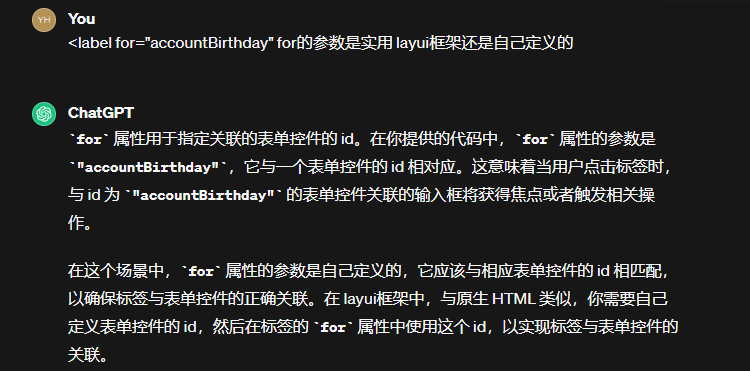 YH You
<label for="accountBirthday" for的参数是实用 layui框架还是自己定义的
ChatGPT
`for` 属性用于指定关联的表单控件的 id。在你提供的代码中，`for` 属性的参数是
`"accountBirthday"`，它与一个表单控件的 id 相对应。这意味着当用户点击标签时，
与 id 为 `"accountBirthday"` 的表单控件关联的输入框将获得焦点或者触发相关操
作。
在这个场景中，`for` 属性的参数是自己定义的，它应该与相应表单控件的 id 相匹配，
以确保标签与表单控件的正确关联。在 layui框架中，与原生 HTML 类似，你需要自己
定义表单控件的 id，然后在标签的 `for` 属性中使用这个 id，以实现标签与表单控件的
关联。